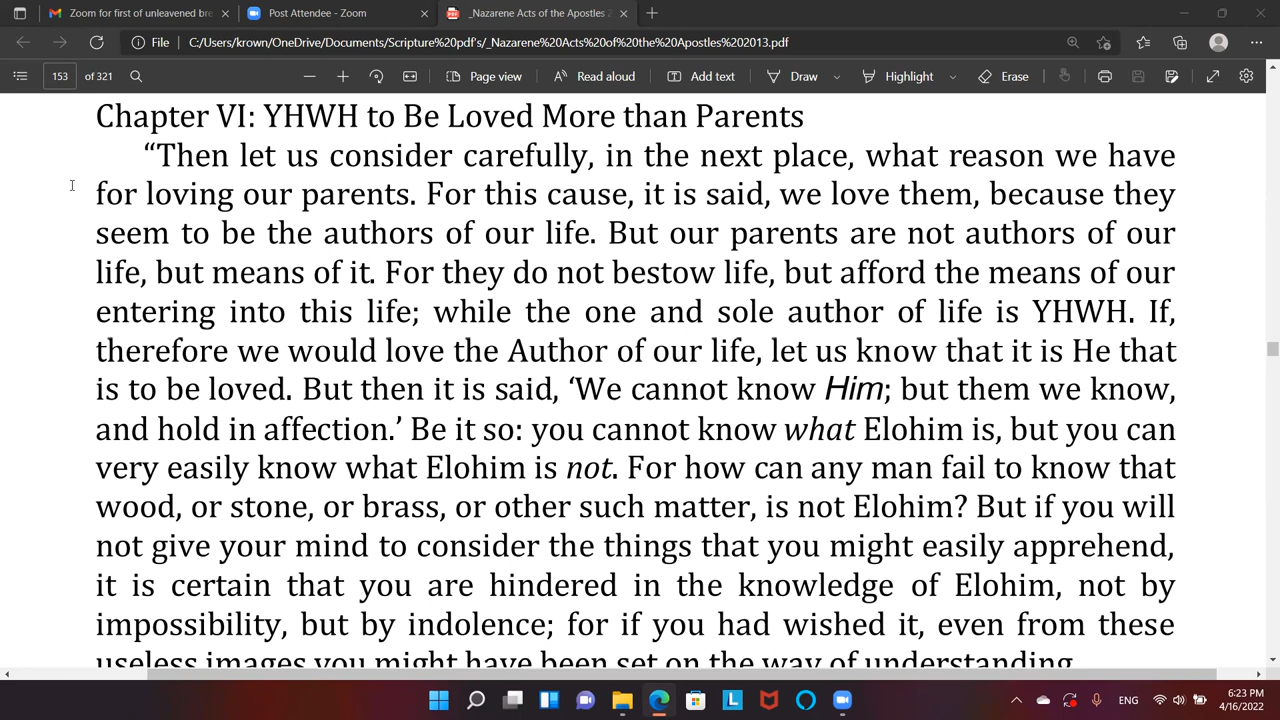 Zoom for first of unleavened bre
Post Attendee - Zoom
_Nazarene Acts of the Apostles 2
File
C:/Users/krown/OneDrive/Documents/Scripture%20pdf's/_Nazarene%20Acts%20of%20the%20Apostles%202013.pdf
153 of 321
Page view
Read aloud
Add text
Draw
Highlight
Erase
Chapter VI: YHWH to Be Loved More than Parents
“Then let us consider carefully, in the next place, what reason we have
for loving our parents. For this cause, it is said, we love them, because they
seem to be the authors of our life. But our parents are not authors of our
life, but means of it. For they do not bestow life, but afford the means of our
entering into this life; while the one and sole author of life is YHWH. If,
therefore we would love the Author of our life, let us know that it is He that
is to be loved. But then it is said, ‘We cannot know Him; but them we know,
and hold in affection.’ Be it so: you cannot know what Elohim is, but you can
very easily know what Elohim is not. For how can any man fail to know that
wood, or stone, or brass, or other such matter, is not Elohim? But if you will
not give your mind to consider the things that you might easily apprehend,
it is certain that you are hindered in the knowledge of Elohim, not by
impossibility, but by indolence; for if you had wished it, even from these
useless images you might have been set on the way of understanding.
ENG
6:23 PM
4/16/2022